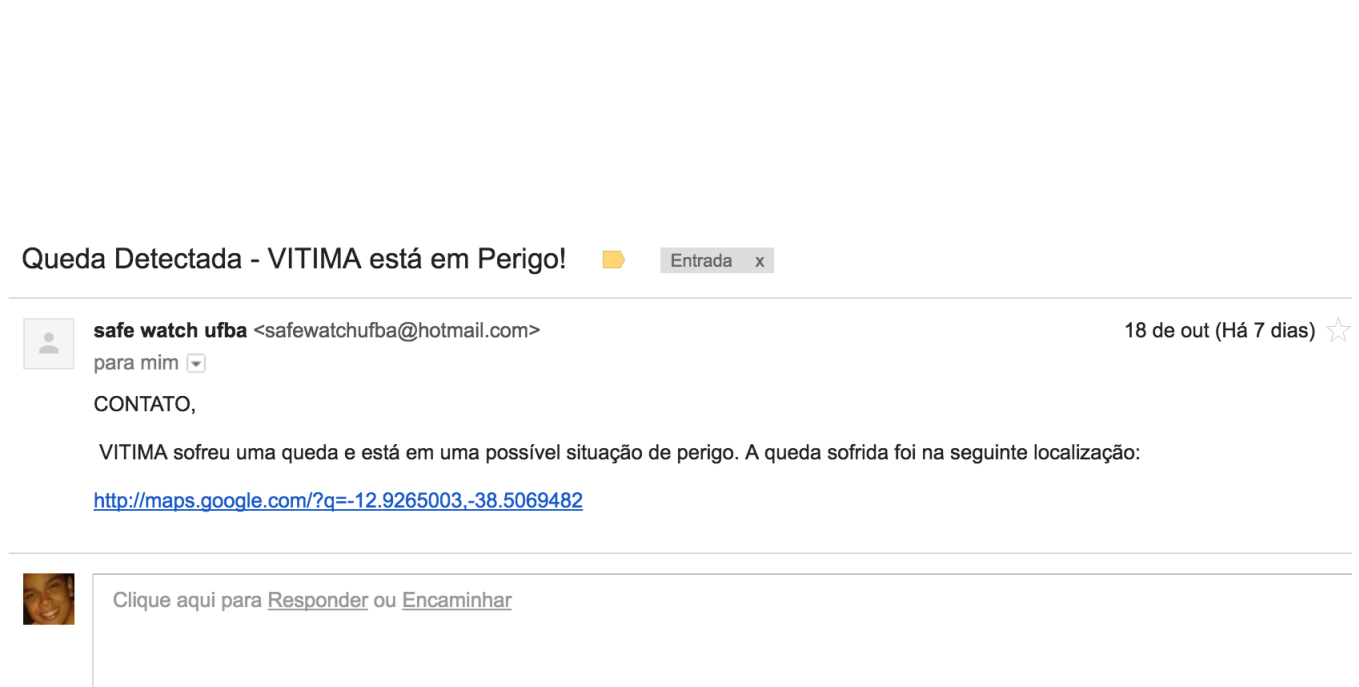 Queda Detectada - VITIMA está em Perigo! Entrada x
safe watch ufba <safewatchufba@hotmail.com> 18 de out (Há 7 dias)
para mim
CONTATO,
VITIMA sofreu uma queda e está em uma possível situação de perigo. A queda sofrida foi na seguinte localização:
http://maps.google.com/?q=-12.9265003,-38.5069482
Clique aqui para Responder ou Encaminhar